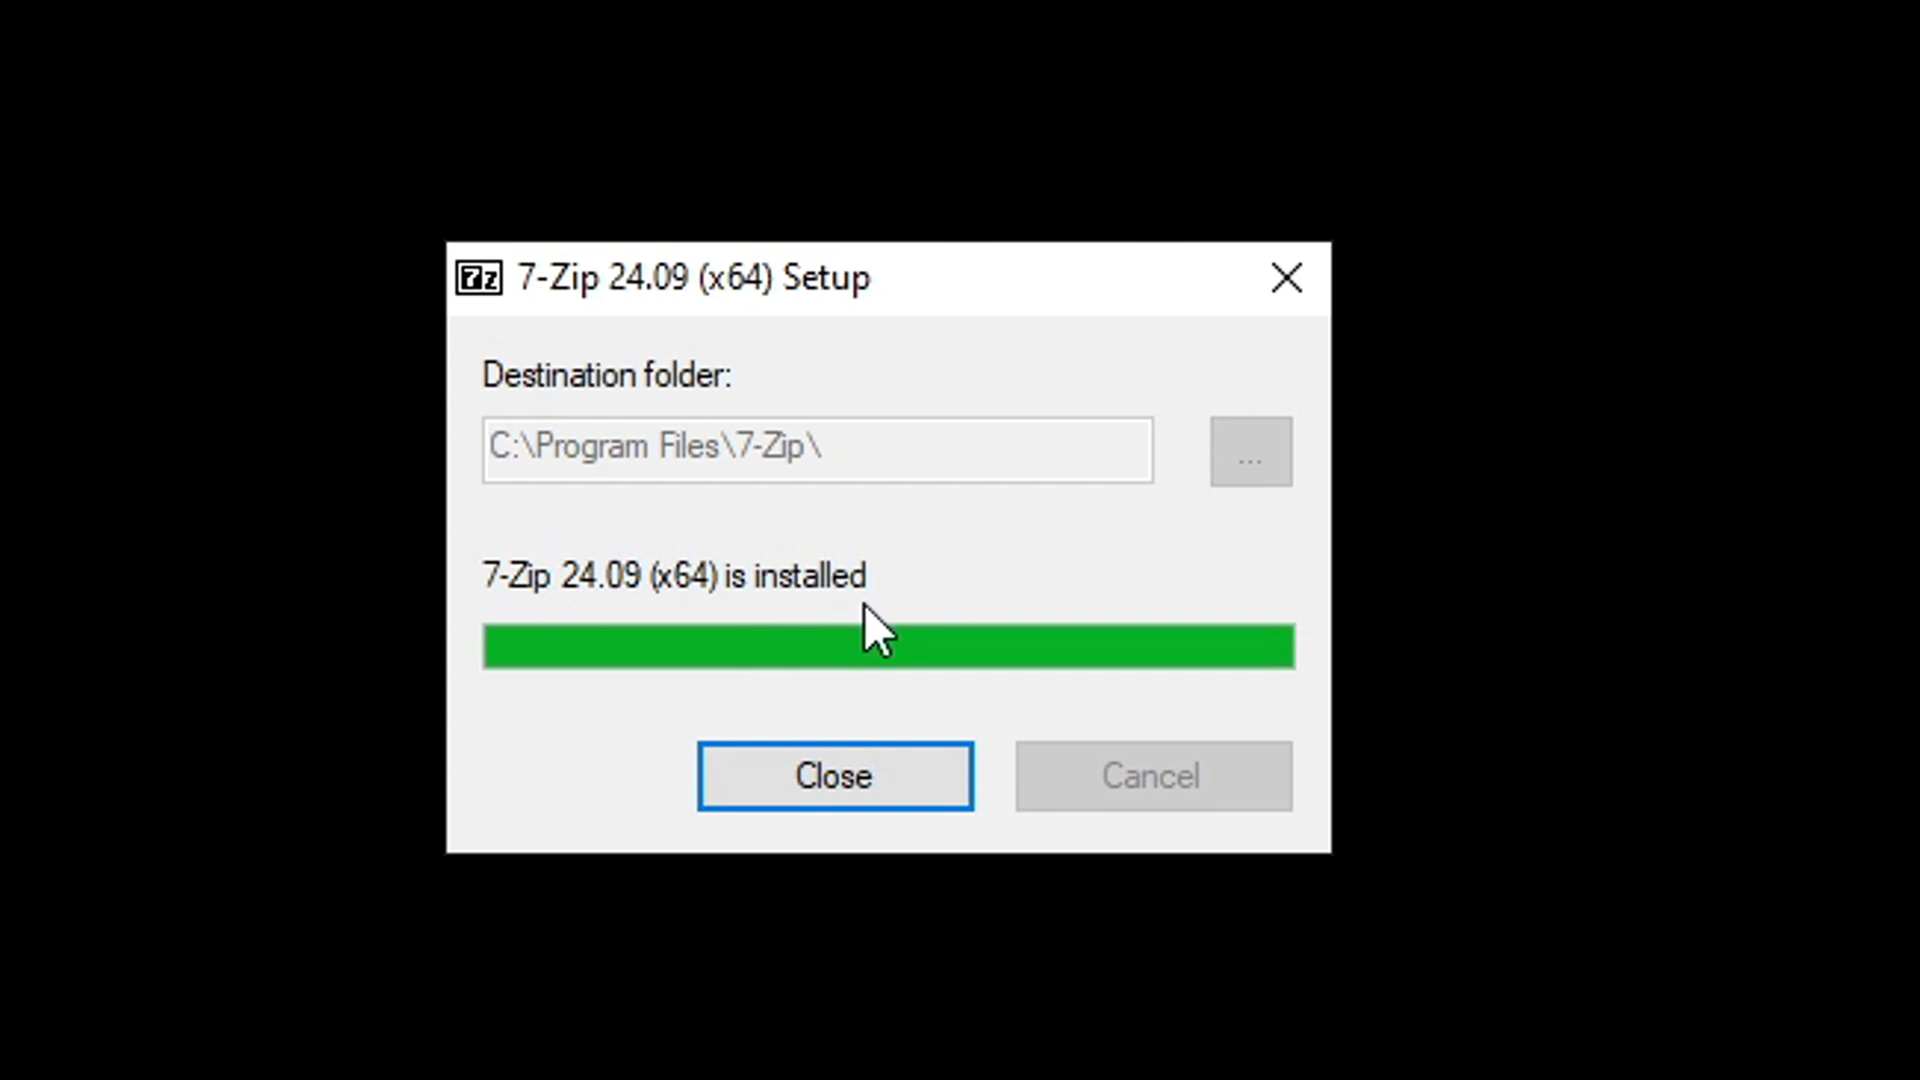 7z 7-Zip 24.09 (x64) Setup
Destination folder:
C:\Program Files\7-Zip\
...
7-Zip 24.09 (x64) is installed
Close
Cancel